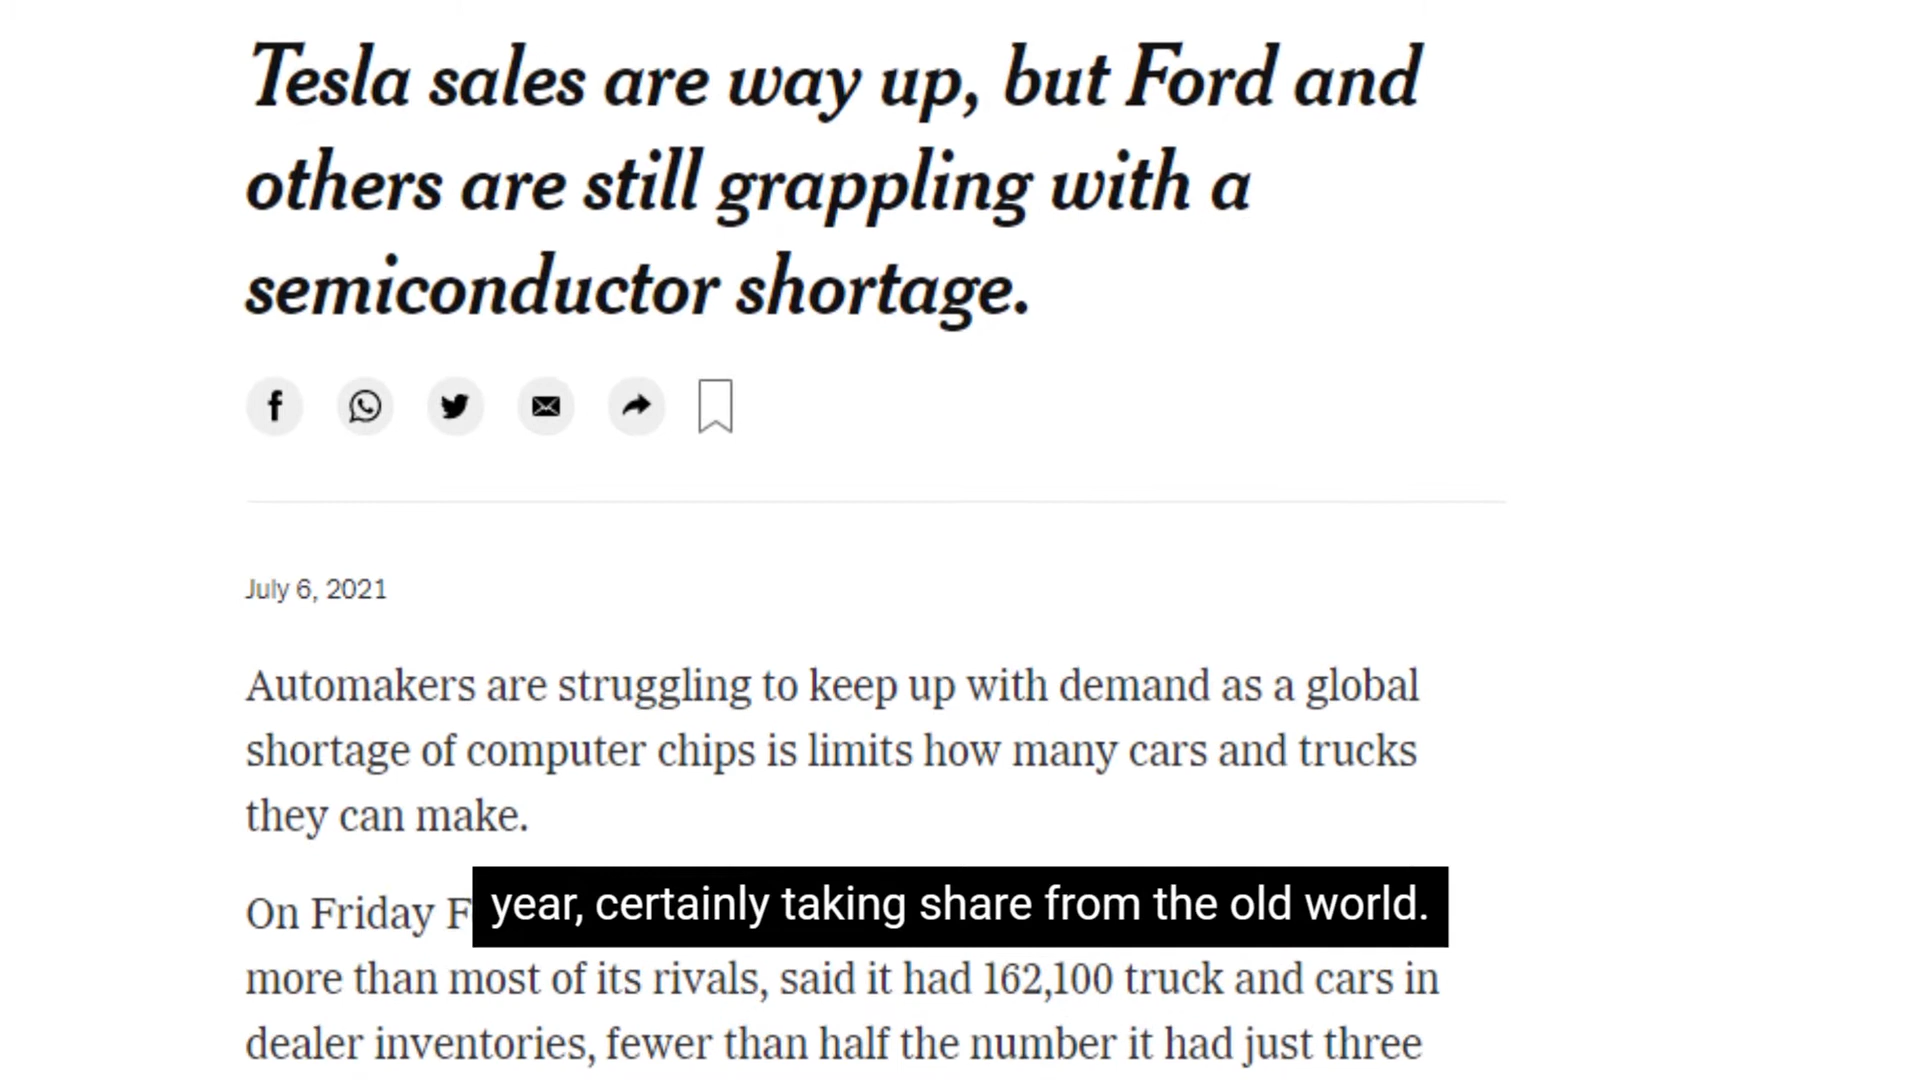 Tesla sales are way up, but Ford and
others are still grappling with a
semiconductor shortage.
July 6, 2021
Automakers are struggling to keep up with demand as a global
shortage of computer chips is limits how many cars and trucks
they can make.
On Friday F
year, certainly taking share from the old world.
more than most of its rivals, said it had 162,100 truck and cars in
dealer inventories, fewer than half the number it had just three